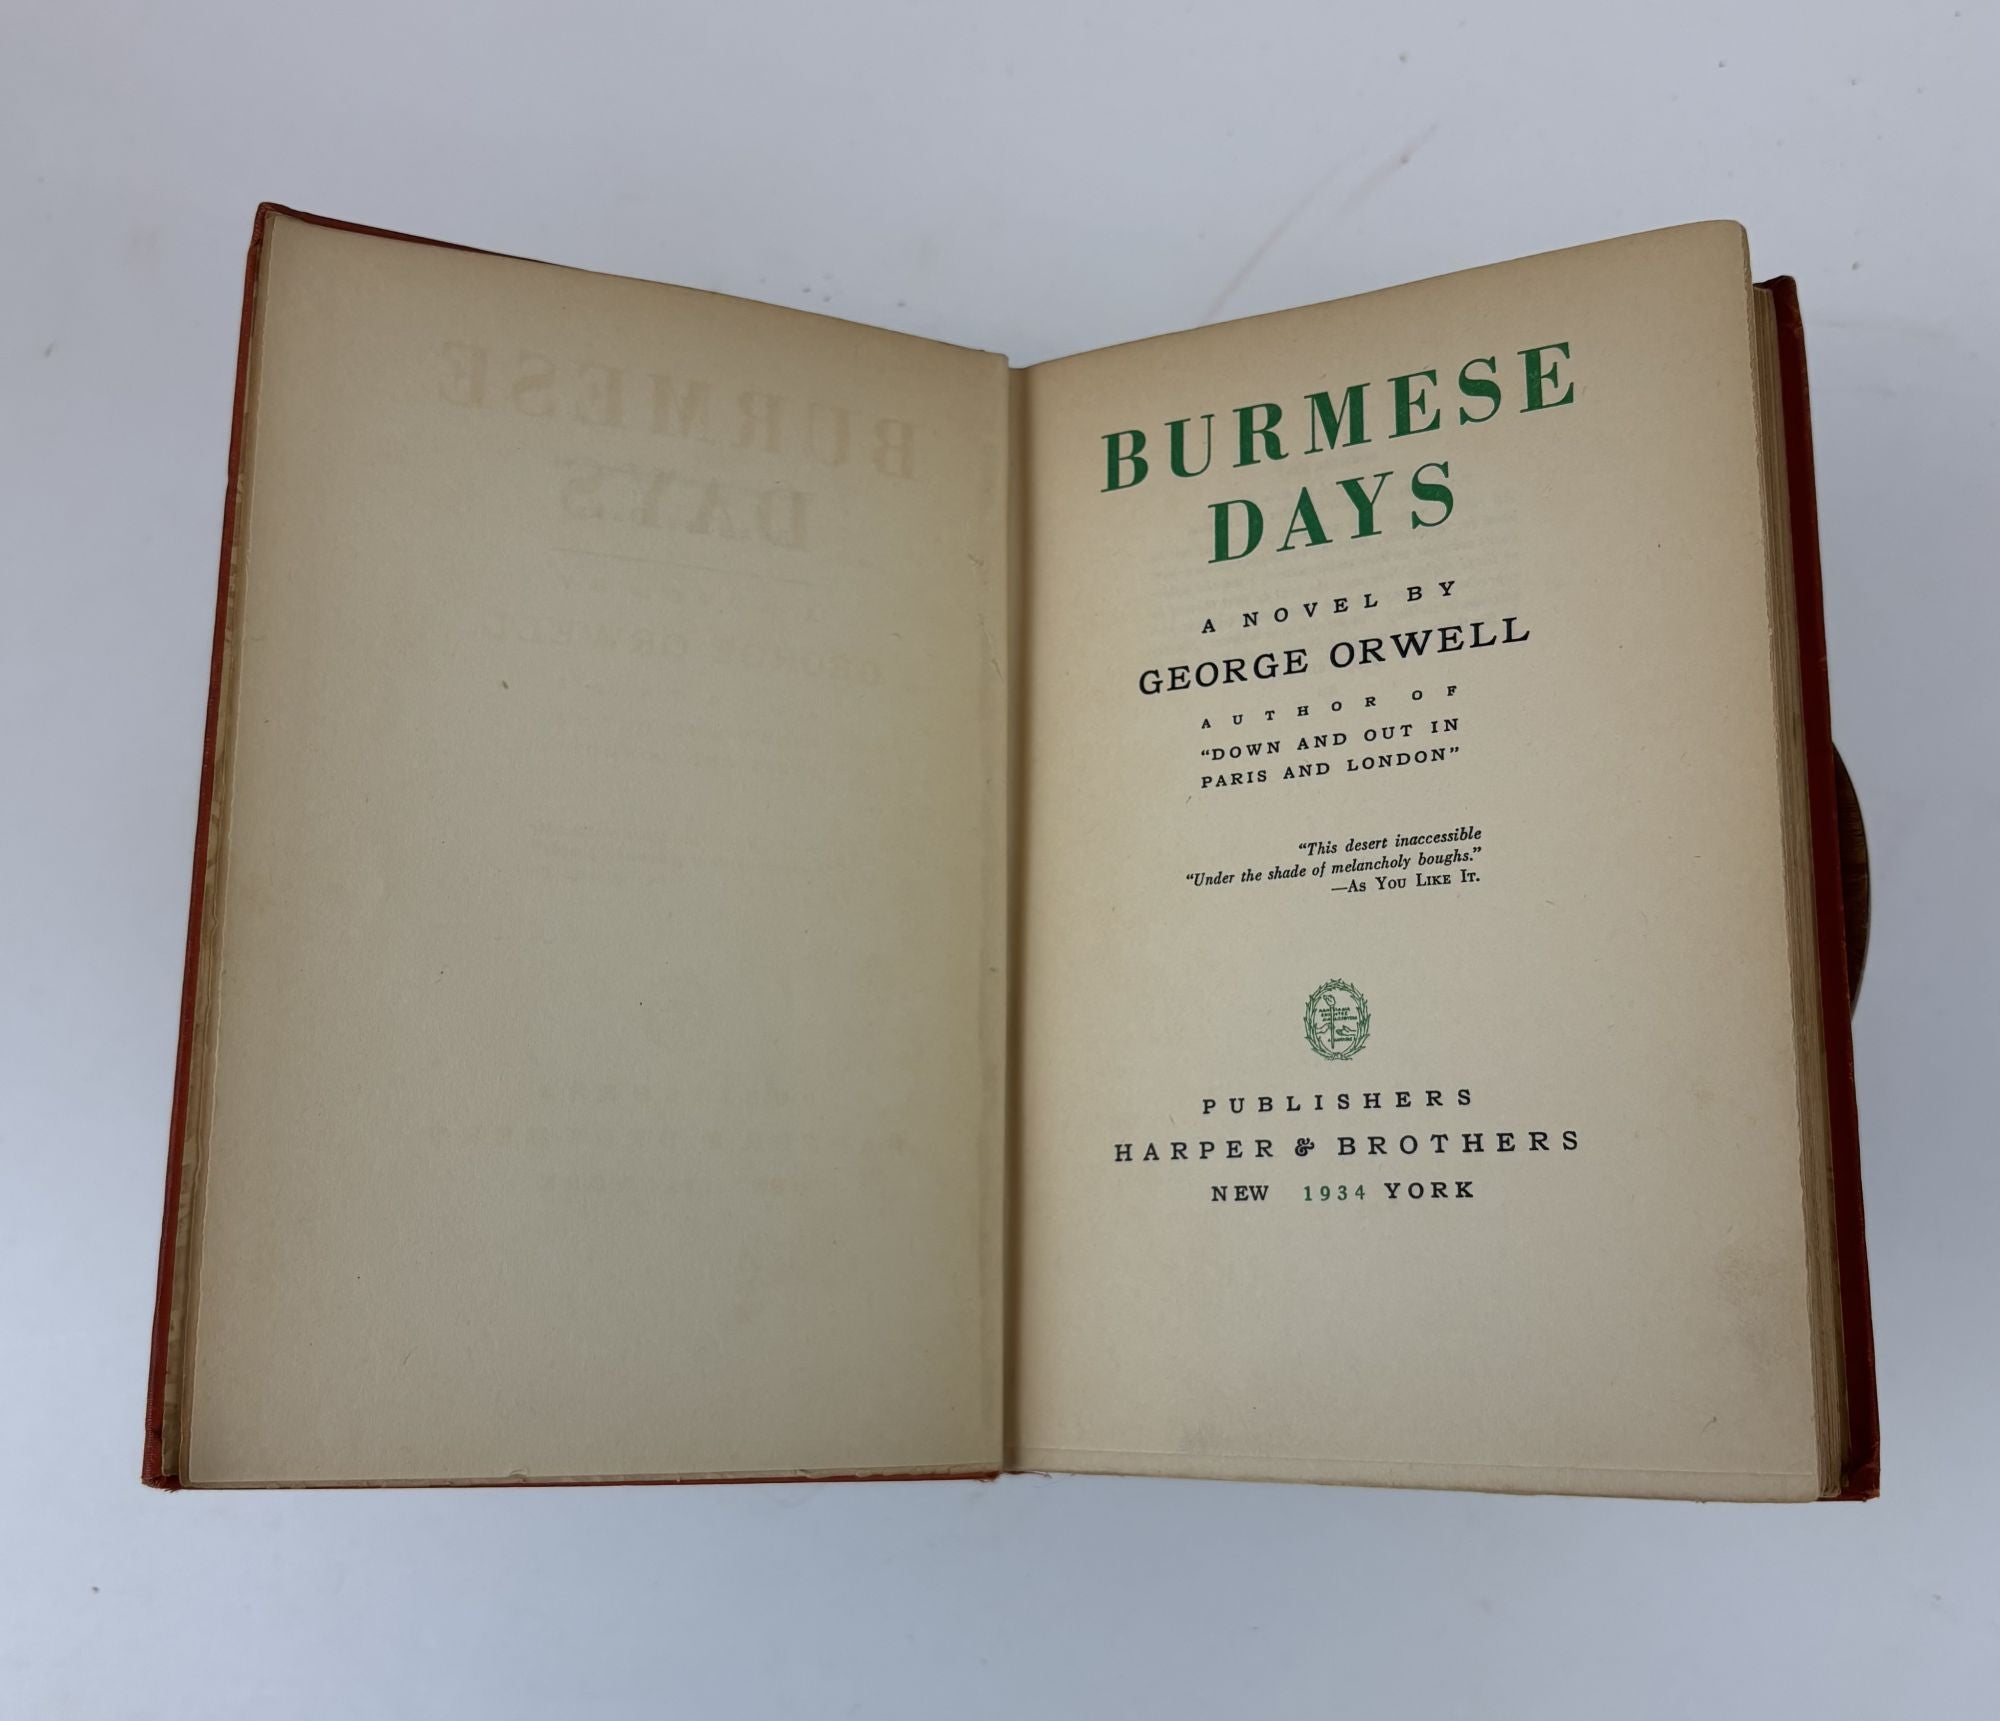 BURMESE
DAYS
A NOVEL BY
GEORGE ORWELL
AUTHOR OF
“DOWN AND OUT IN
PARIS AND LONDON”
“This desert inaccessible
“Under the shade of melancholy boughs.”
—As You Like It.
PUBLISHERS
HARPER & BROTHERS
NEW 1934 YORK